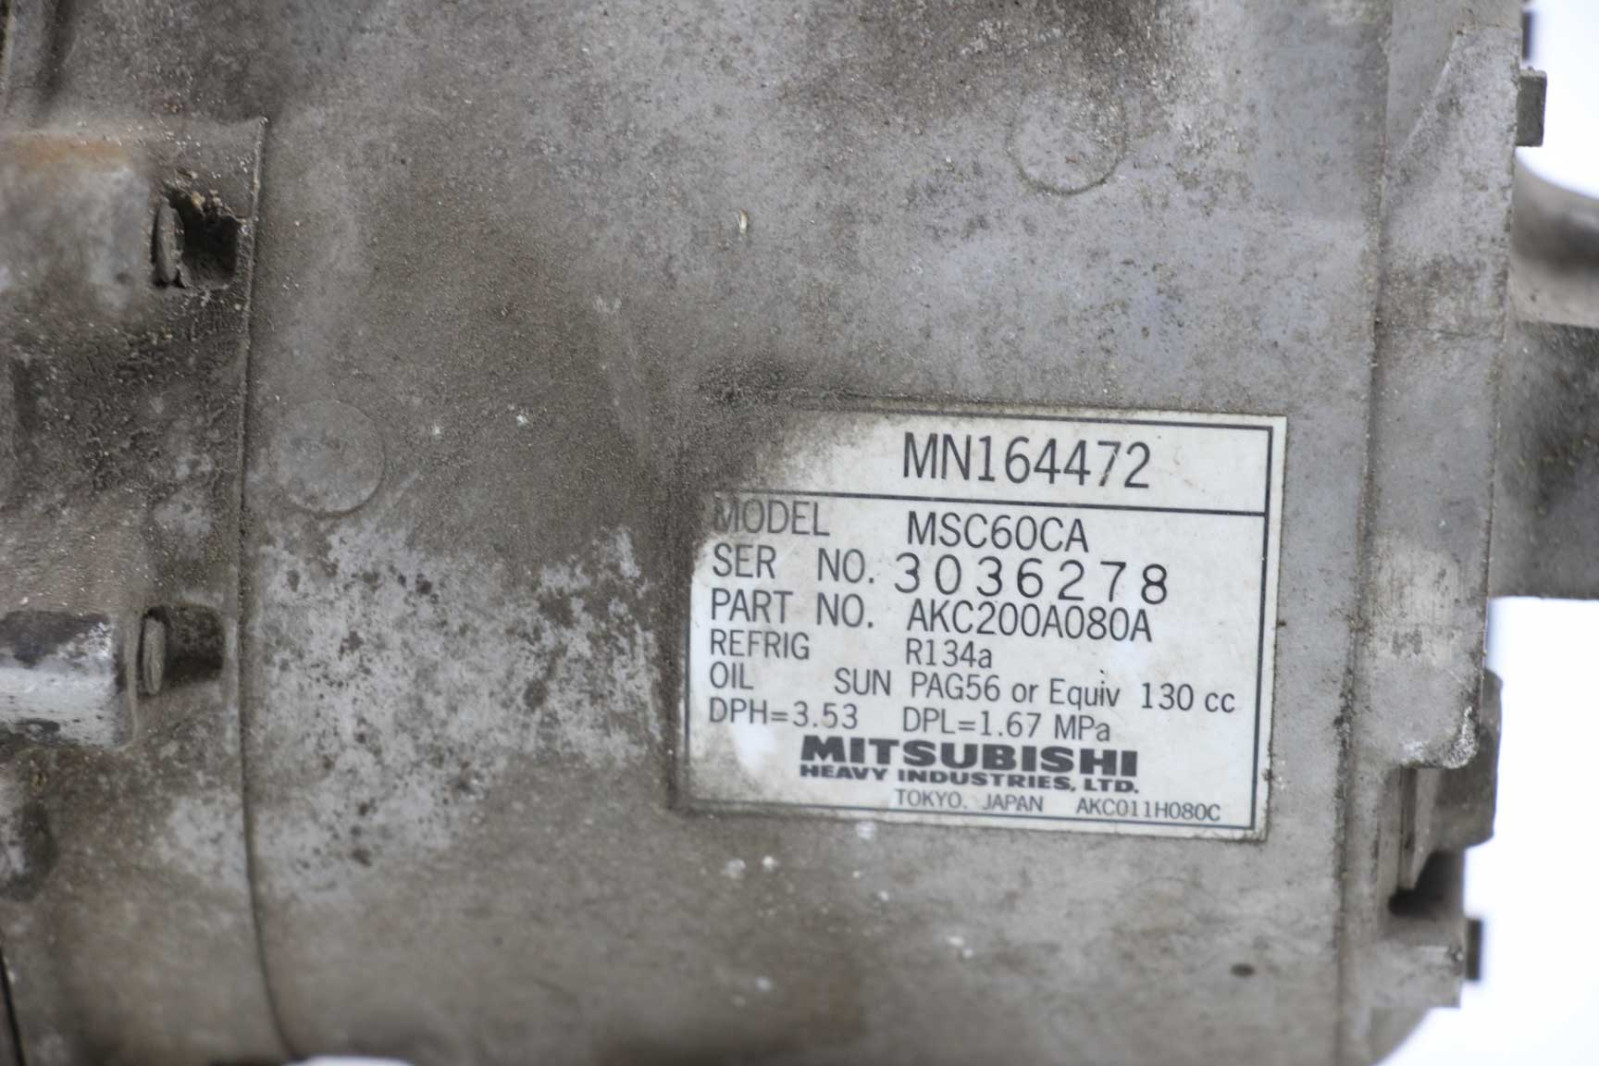 MN164472
MODEL MSC60CA
SER NO. 3036278
PART NO. AKC200A080A
REFRIG R134a
OIL SUN PAG56 or Equiv 130 cc
DPH=3.53 DPL=1.67 MPa
MITSUBISHI
HEAVY INDUSTRIES, LTD.
TOKYO, JAPAN AKC011H080C